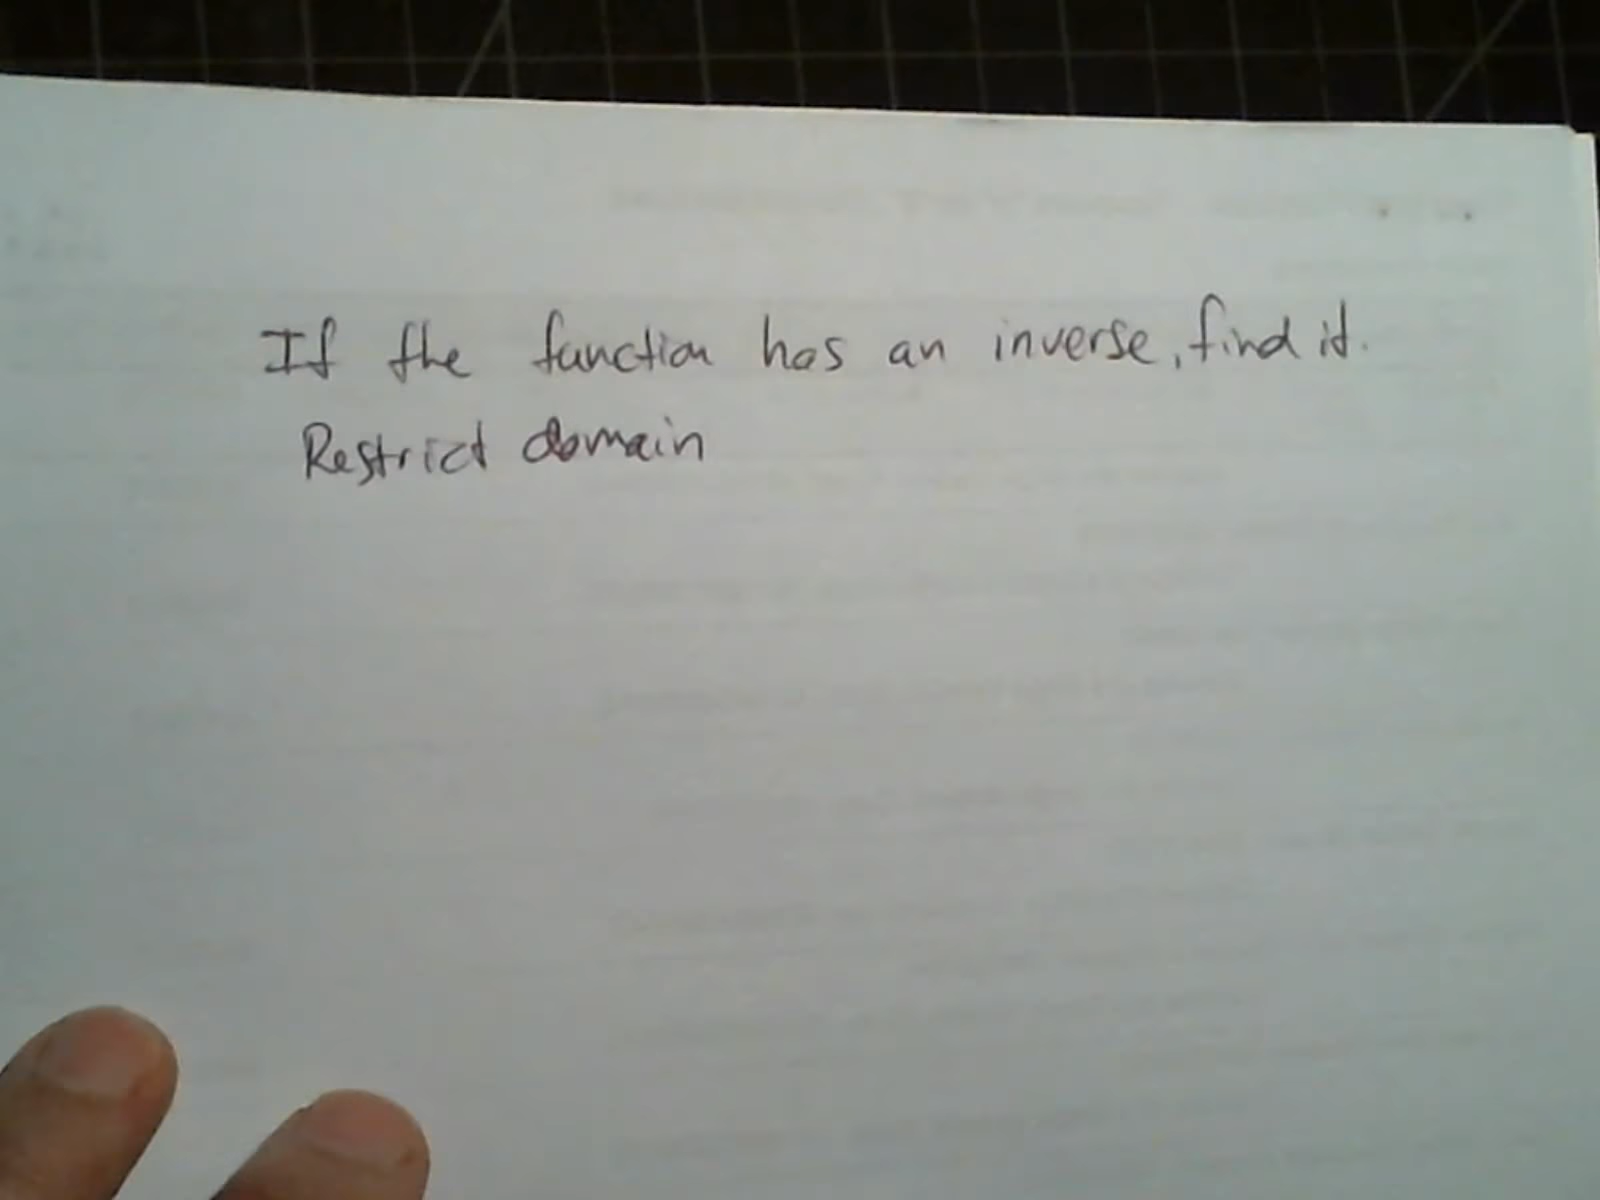 If the function has an inverse, find it.
Restrict domain